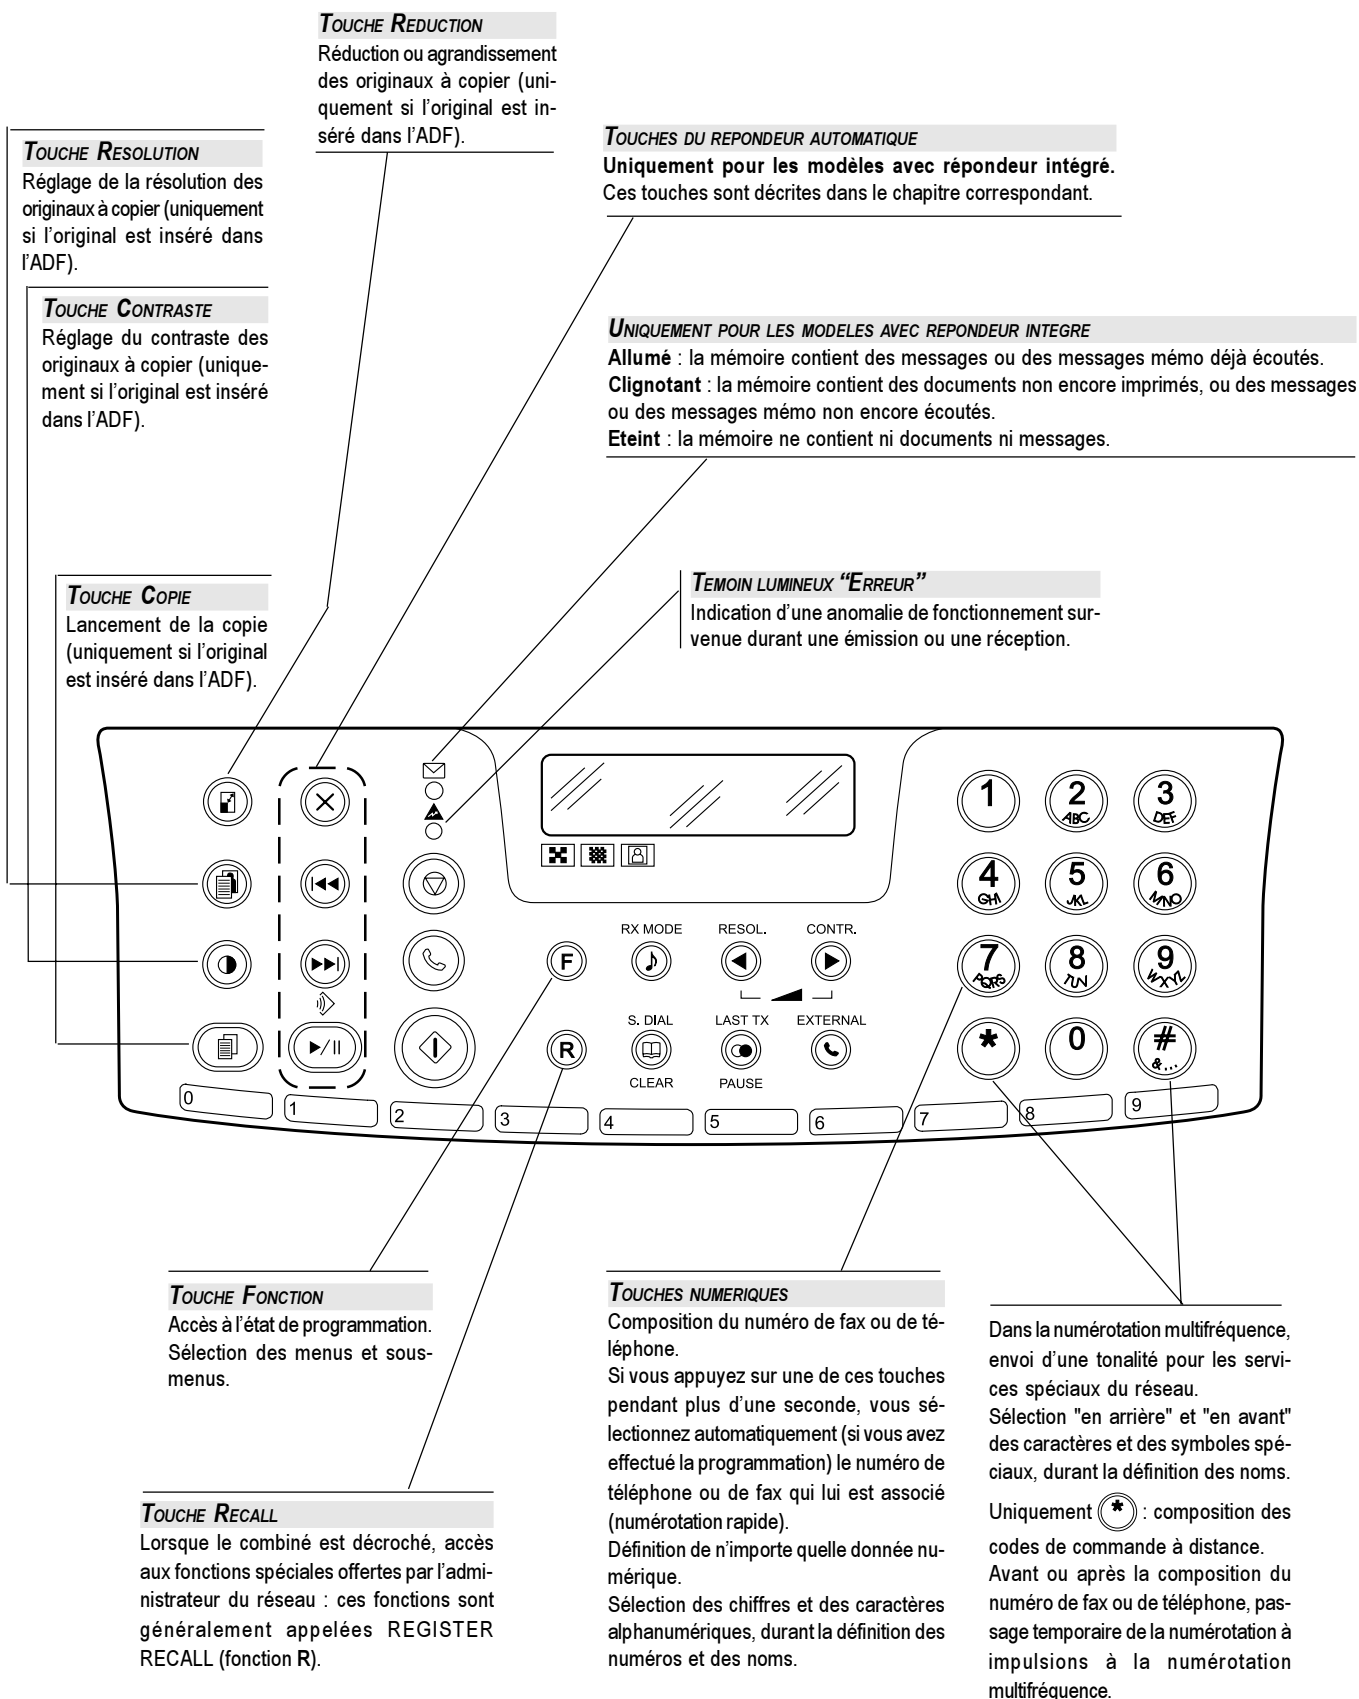 TOUCHE REDUCTION
Réduction ou agrandissement
des originaux à copier (uni-
quement si l'original est in-
séré dans l'ADF).
TOUCHE RESOLUTION
Réglage de la résolution des
originaux à copier (uniquement
si l'original est inséré dans
l'ADF).
TOUCHES DU REPONDEUR AUTOMATIQUE
Uniquement pour les modèles avec répondeur intégré.
Ces touches sont décrites dans le chapitre correspondant.
TOUCHE CONTRASTE
Réglage du contraste des
originaux à copier (unique-
ment si l'original est inséré
dans l'ADF).
UNIQUEMENT POUR LES MODELES AVEC REPONDEUR INTEGRE
Allumé : la mémoire contient des messages ou des messages mémo déjà écoutés.
Clignotant : la mémoire contient des documents non encore imprimés, ou des messages
ou des messages mémo non encore écoutés.
Eteint : la mémoire ne contient ni documents ni messages.
TOUCHE COPIE
Lancement de la copie
(uniquement si l'original
est inséré dans l'ADF).
TEMOIN LUMINEUX “ERREUR”
Indication d'une anomalie de fonctionnement sur-
venue durant une émission ou une réception.
1
2 ABC
3 DEF
4 GHI
5 JKL
6 MNO
RX MODE RESOL. CONTR.
F
7 PQRS
8 TUV
9 WXYZ
S. DIAL LAST TX EXTERNAL
R
* 0 # &...
CLEAR PAUSE
0 1 2 3 4 5 6 7 8 9
TOUCHE FONCTION
Accès à l'état de programmation.
Sélection des menus et sous-
menus.
TOUCHE RECALL
Lorsque le combiné est décroché, accès
aux fonctions spéciales offertes par l'admi-
nistrateur du réseau : ces fonctions sont
généralement appelées REGISTER
RECALL (fonction R).
TOUCHES NUMERIQUES
Composition du numéro de fax ou de té-
léphone.
Si vous appuyez sur une de ces touches
pendant plus d'une seconde, vous sé-
lectionnez automatiquement (si vous avez
effectué la programmation) le numéro de
téléphone ou de fax qui lui est associé
(numérotation rapide).
Définition de n'importe quelle donnée nu-
mérique.
Sélection des chiffres et des caractères
alphanumériques, durant la définition des
numéros et des noms.
Dans la numérotation multifréquence,
envoi d'une tonalité pour les servi-
ces spéciaux du réseau.
Sélection "en arrière" et "en avant"
des caractères et des symboles spé-
ciaux, durant la définition des noms.
Uniquement * : composition des
codes de commande à distance.
Avant ou après la composition du
numéro de fax ou de téléphone, pas-
sage temporaire de la numérotation à
impulsions à la numérotation
multifréquence.